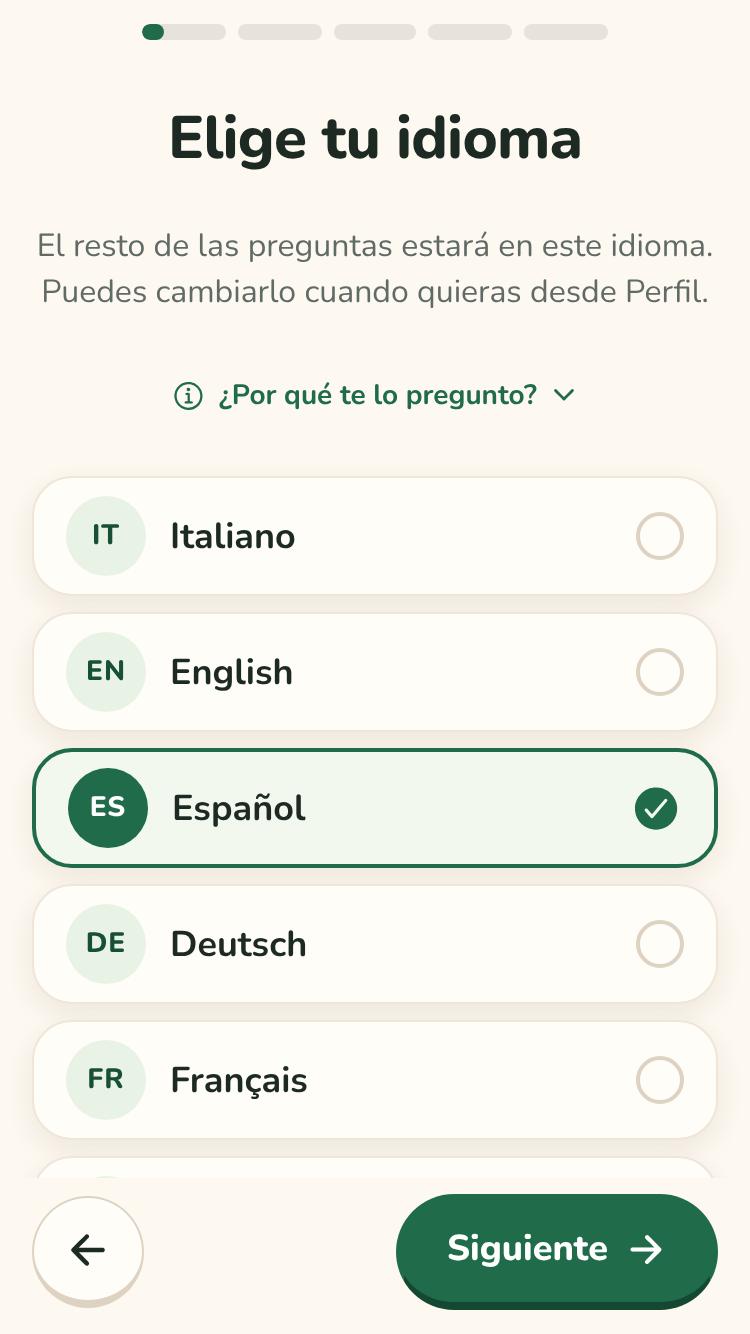 Elige tu idioma
El resto de las preguntas estará en este idioma.
Puedes cambiarlo cuando quieras desde Perfil.
¿Por qué te lo pregunto?
IT Italiano
EN English
ES Español
DE Deutsch
FR Français
Siguiente